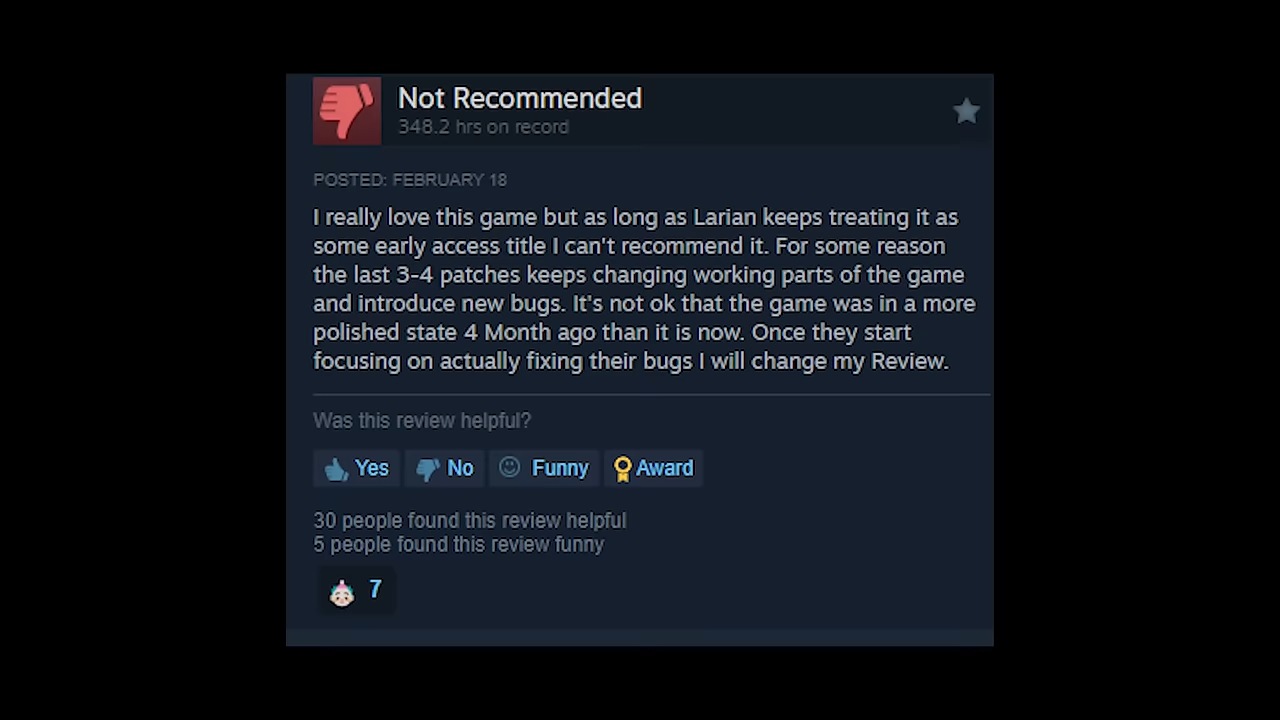 Not Recommended
348.2 hrs on record
POSTED: FEBRUARY 18
I really love this game but as long as Larian keeps treating it as
some early access title I can't recommend it. For some reason
the last 3-4 patches keeps changing working parts of the game
and introduce new bugs. It's not ok that the game was in a more
polished state 4 Month ago than it is now. Once they start
focusing on actually fixing their bugs I will change my Review.
Was this review helpful?
Yes No Funny Award
30 people found this review helpful
5 people found this review funny
7